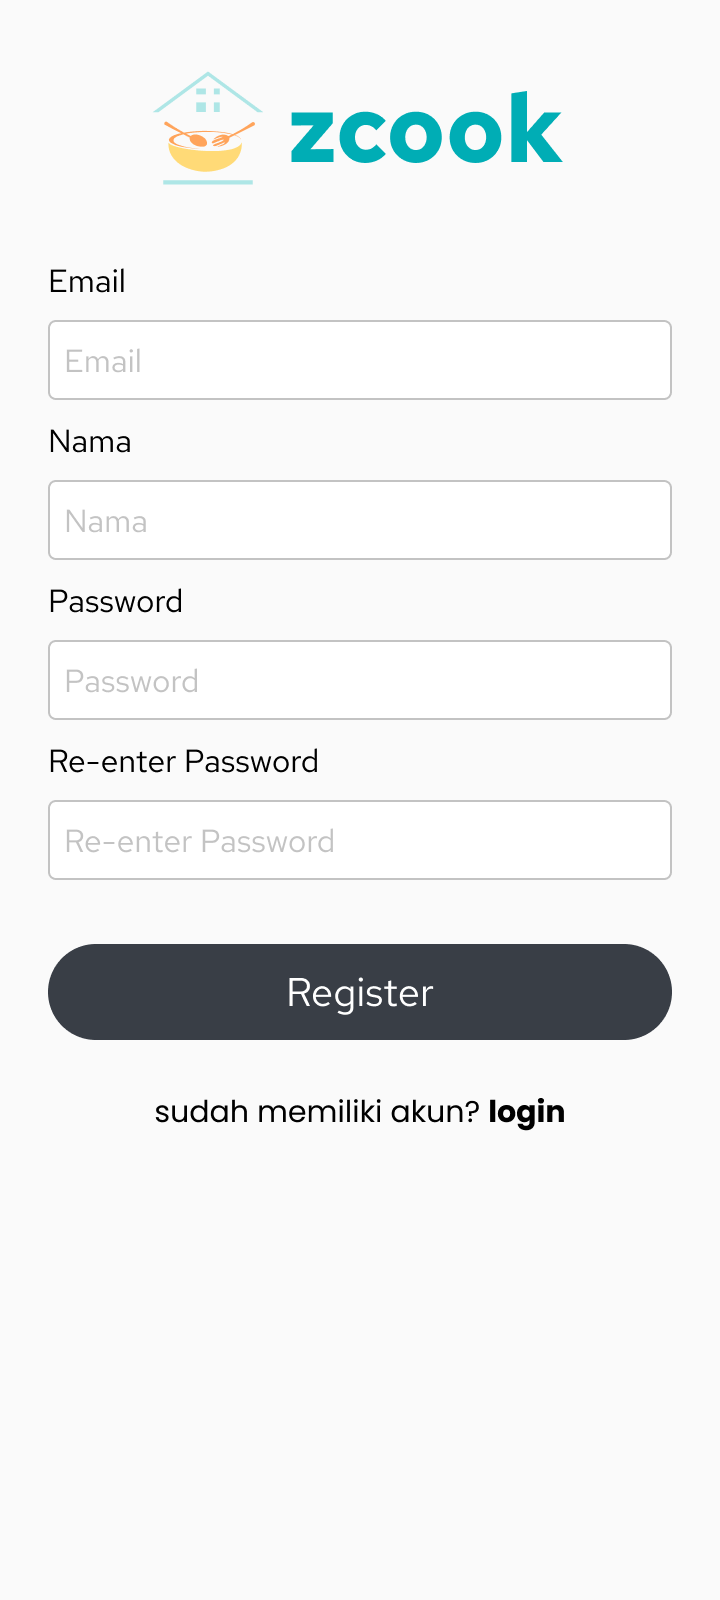 zcook
Email
Email
Nama
Nama
Password
Password
Re-enter Password
Re-enter Password
Register
sudah memiliki akun? login